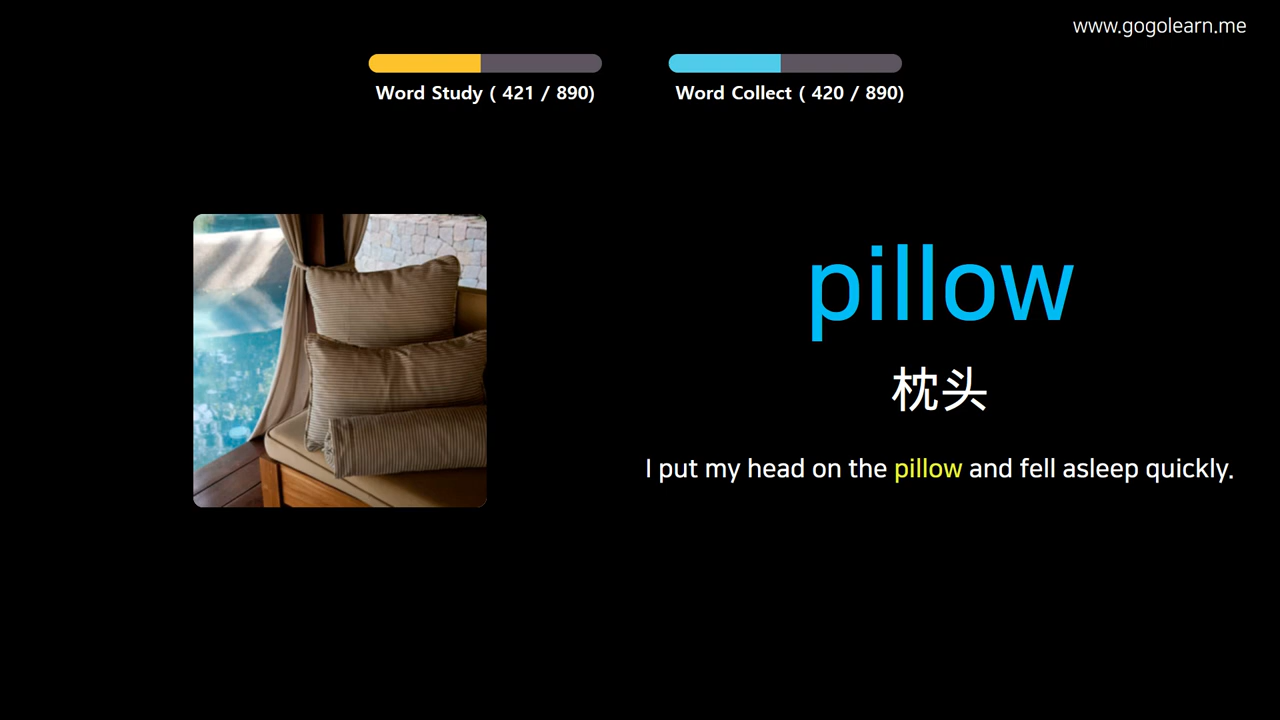 www.gogolearn.me
Word Study ( 421 / 890)
Word Collect ( 420 / 890)
pillow
枕头
I put my head on the pillow and fell asleep quickly.